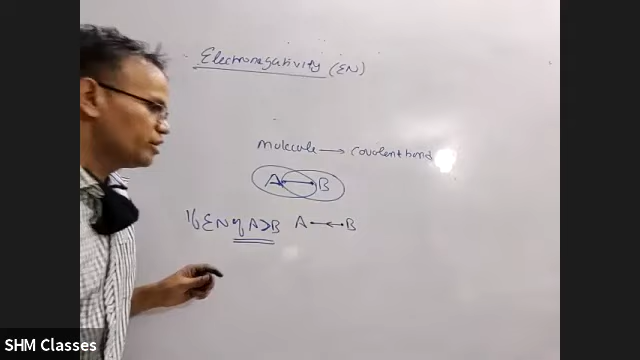 Electronegativity (EN)
Molecule → Covalent bond
A B
If EN of A>B A B
SHM Classes